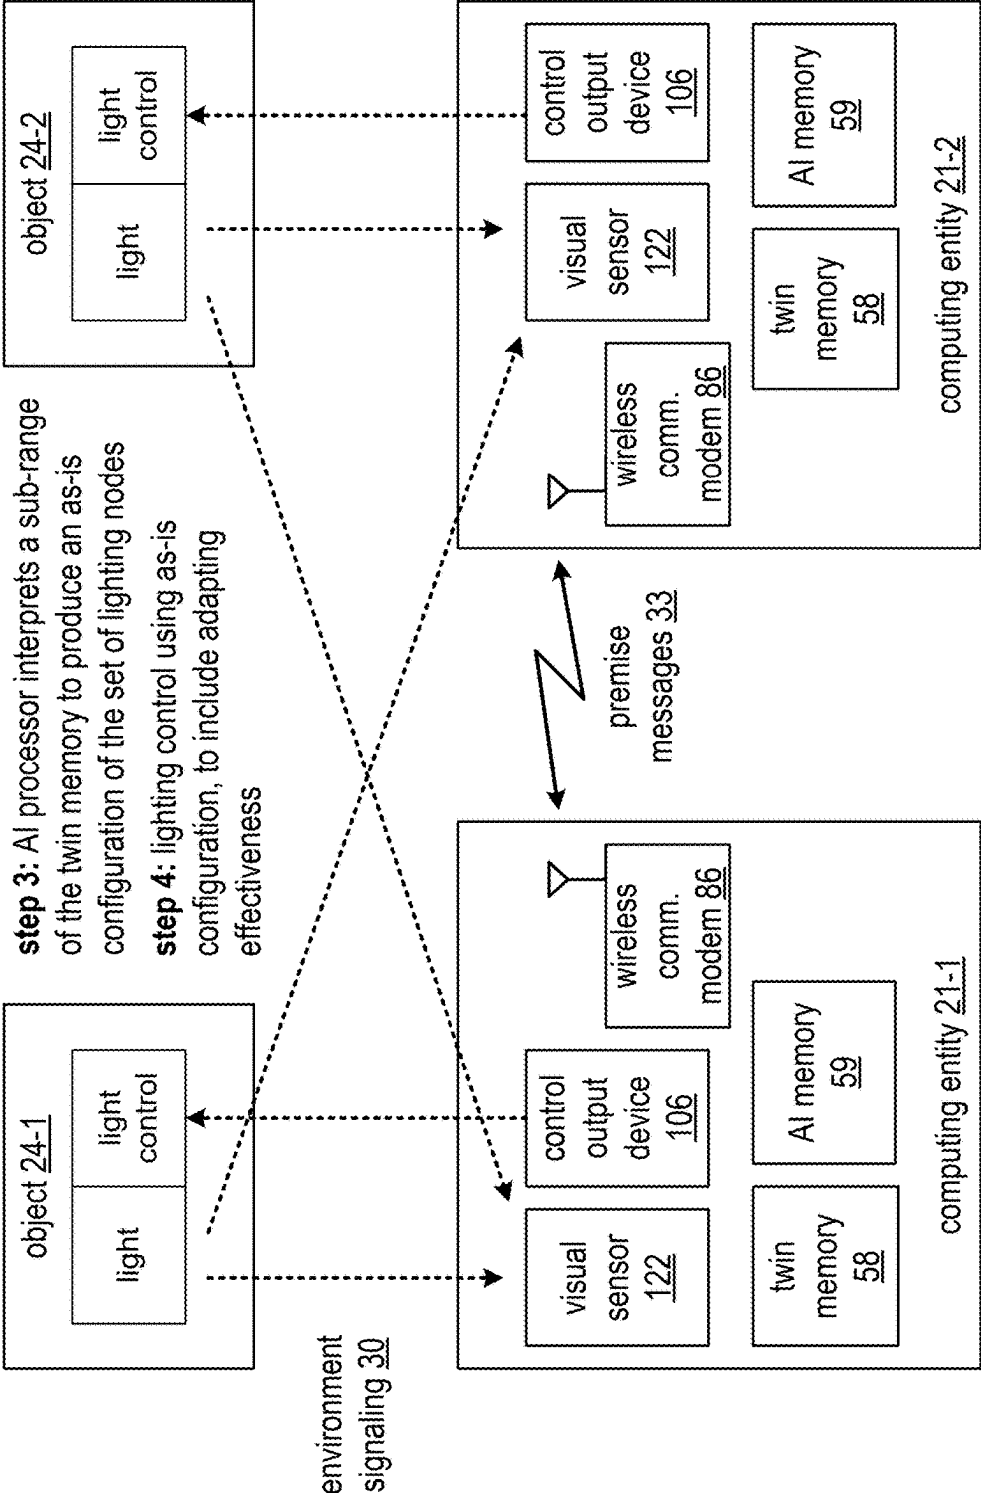 object 24-1
light
light
control
step 3: AI processor interprets a sub-range
of the twin memory to produce an as-is
configuration of the set of lighting nodes
step 4: lighting control using as-is
configuration, to include adapting
effectiveness
object 24-2
light
light
control
environment
signaling 30
visual
sensor
122
control
output
device
106
wireless
comm.
modem 86
twin
memory
58
AI memory
59
computing entity 21-1
premise
messages 33
wireless
comm.
modem 86
visual
sensor
122
control
output
device
106
twin
memory
58
AI memory
59
computing entity 21-2